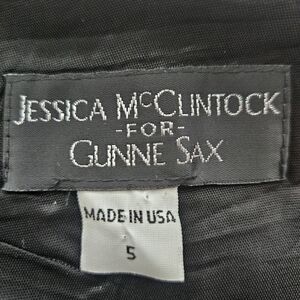 JESSICA McCLINTOCK
-FOR-
GUNNE SAX
MADE IN USA
5